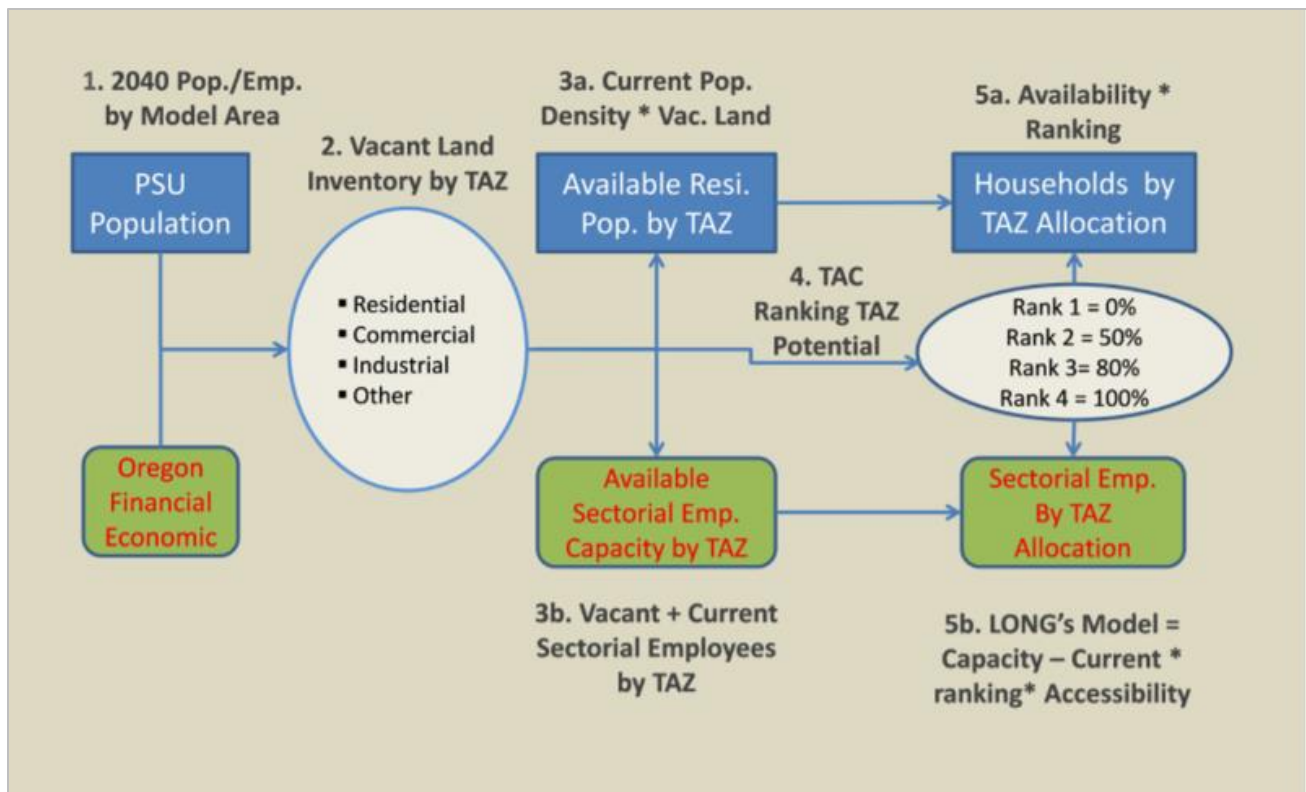 1. 2040 Pop./Emp.
by Model Area
PSU
Population
Oregon
Financial
Economic
2. Vacant Land
Inventory by TAZ
▪ Residential
▪ Commercial
▪ Industrial
▪ Other
3a. Current Pop.
Density * Vac. Land
Available Resi.
Pop. by TAZ
Available
Sectorial Emp.
Capacity by TAZ
3b. Vacant + Current
Sectorial Employees
by TAZ
4. TAC
Ranking TAZ
Potential
5a. Availability *
Ranking
Households by
TAZ Allocation
Rank 1 = 0%
Rank 2 = 50%
Rank 3= 80%
Rank 4 = 100%
Sectorial Emp.
By TAZ
Allocation
5b. LONG’s Model =
Capacity – Current *
ranking* Accessibility